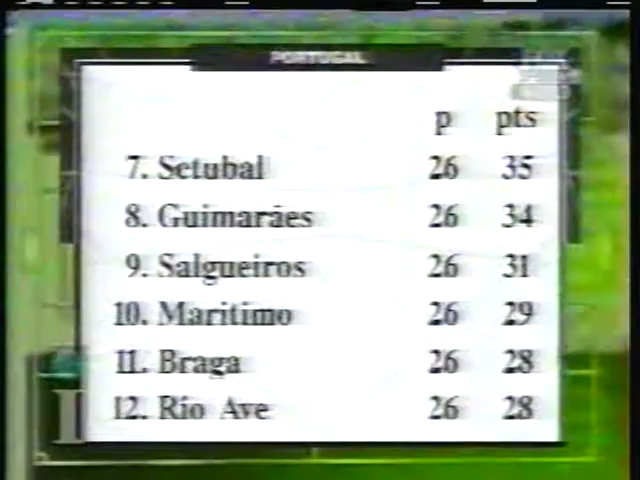 PORTUGAL
p pts
7. Setubal 26 35
8. Guimarães 26 34
9. Salgueiros 26 31
10. Maritimo 26 29
11. Braga 26 28
12. Rio Ave 26 28